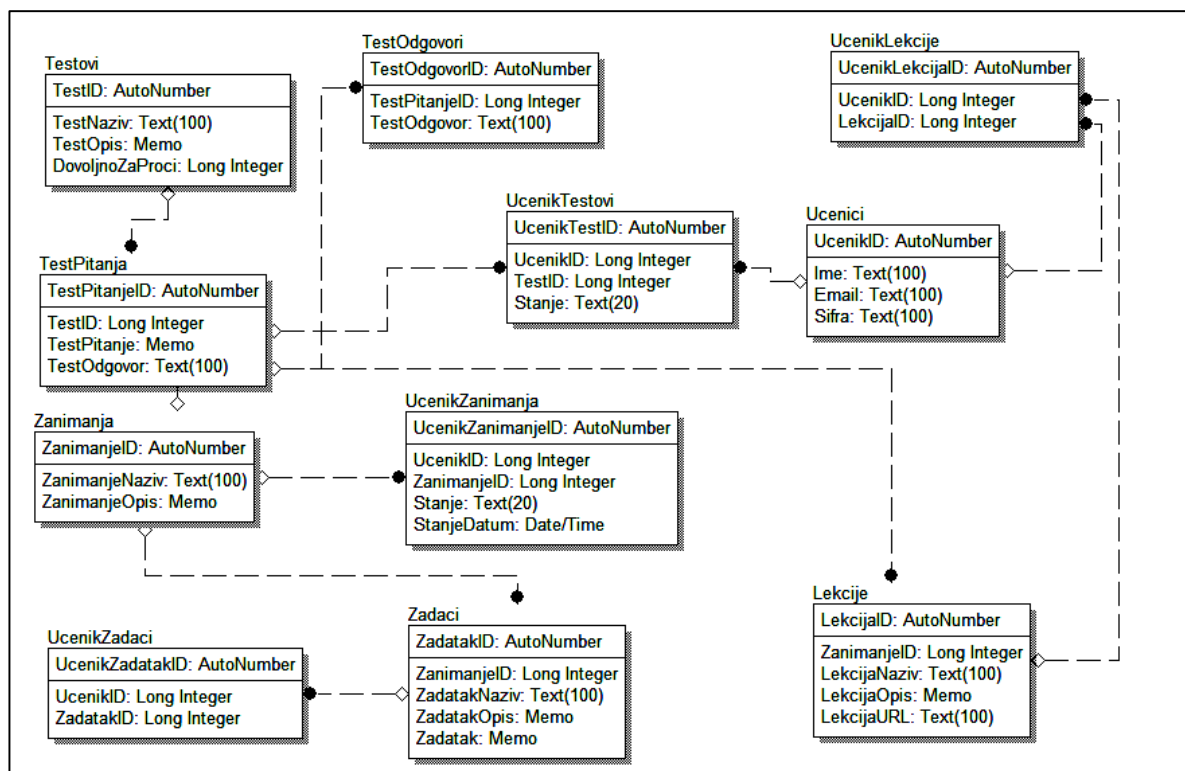 Testovi
TestID: AutoNumber
TestNaziv: Text(100)
TestOpis: Memo
DovoljnoZaProci: Long Integer
TestOdgovori
TestOdgovorID: AutoNumber
TestPitanjeID: Long Integer
TestOdgovor: Text(100)
UcenikLekcije
UcenikLekcijaID: AutoNumber
UcenikID: Long Integer
LekcijaID: Long Integer
UcenikTestovi
UcenikTestID: AutoNumber
UcenikID: Long Integer
TestID: Long Integer
Stanje: Text(20)
Ucenici
UcenikID: AutoNumber
Ime: Text(100)
Email: Text(100)
Sifra: Text(100)
TestPitanja
TestPitanjeID: AutoNumber
TestID: Long Integer
TestPitanje: Memo
TestOdgovor: Text(100)
Zanimanja
ZanimanjeID: AutoNumber
ZanimanjeNaziv: Text(100)
ZanimanjeOpis: Memo
UcenikZanimanja
UcenikZanimanjeID: AutoNumber
UcenikID: Long Integer
ZanimanjeID: Long Integer
Stanje: Text(20)
StanjeDatum: Date/Time
UcenikZadaci
UcenikZadatakID: AutoNumber
UcenikID: Long Integer
ZadatakID: Long Integer
Zadaci
ZadatakID: AutoNumber
ZanimanjeID: Long Integer
ZadatakNaziv: Text(100)
ZadatakOpis: Memo
Zadatak: Memo
Lekcije
LekcijaID: AutoNumber
ZanimanjeID: Long Integer
LekcijaNaziv: Text(100)
LekcijaOpis: Memo
LekcijaURL: Text(100)